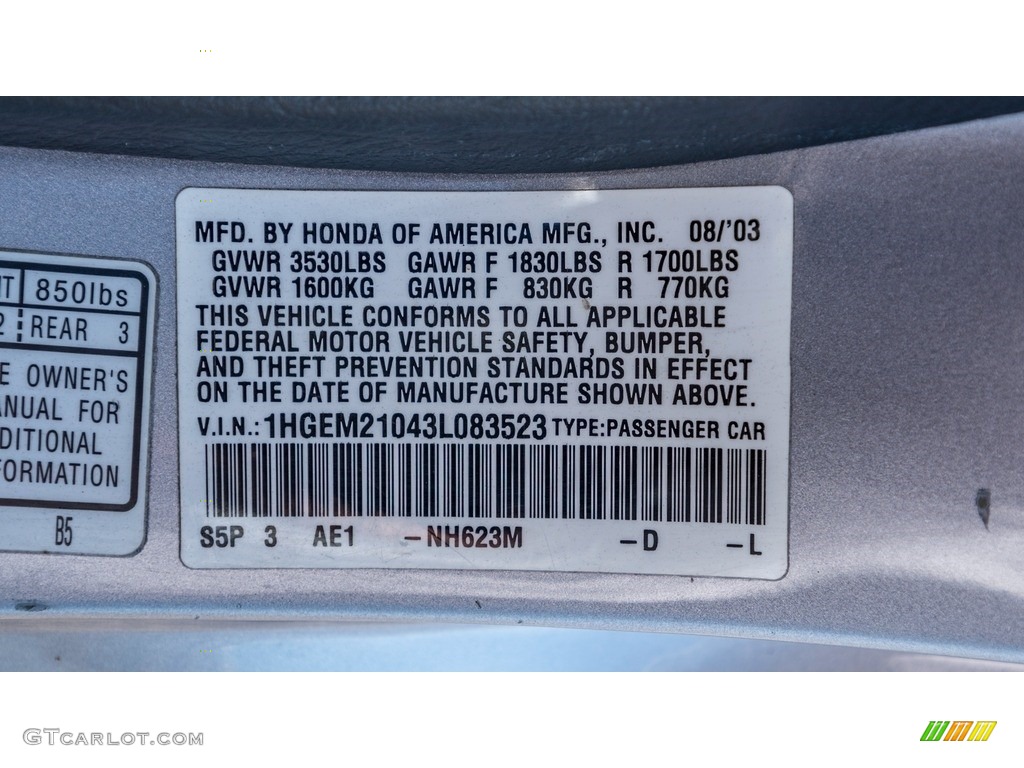 MFD. BY HONDA OF AMERICA MFG., INC. 08/'03
GVWR 3530LBS GAWR F 1830LBS R 1700LBS
GVWR 1600KG GAWR F 830KG R 770KG
THIS VEHICLE CONFORMS TO ALL APPLICABLE
FEDERAL MOTOR VEHICLE SAFETY, BUMPER,
AND THEFT PREVENTION STANDARDS IN EFFECT
ON THE DATE OF MANUFACTURE SHOWN ABOVE.
V.I.N.: 1HGEM21043L083523 TYPE:PASSENGER CAR
S5P 3 AE1 -NH623M -D -L
850lbs
2 REAR 3
E OWNER'S
ANUAL FOR
DITIONAL
FORMATION
B5
GTCARLOT.COM